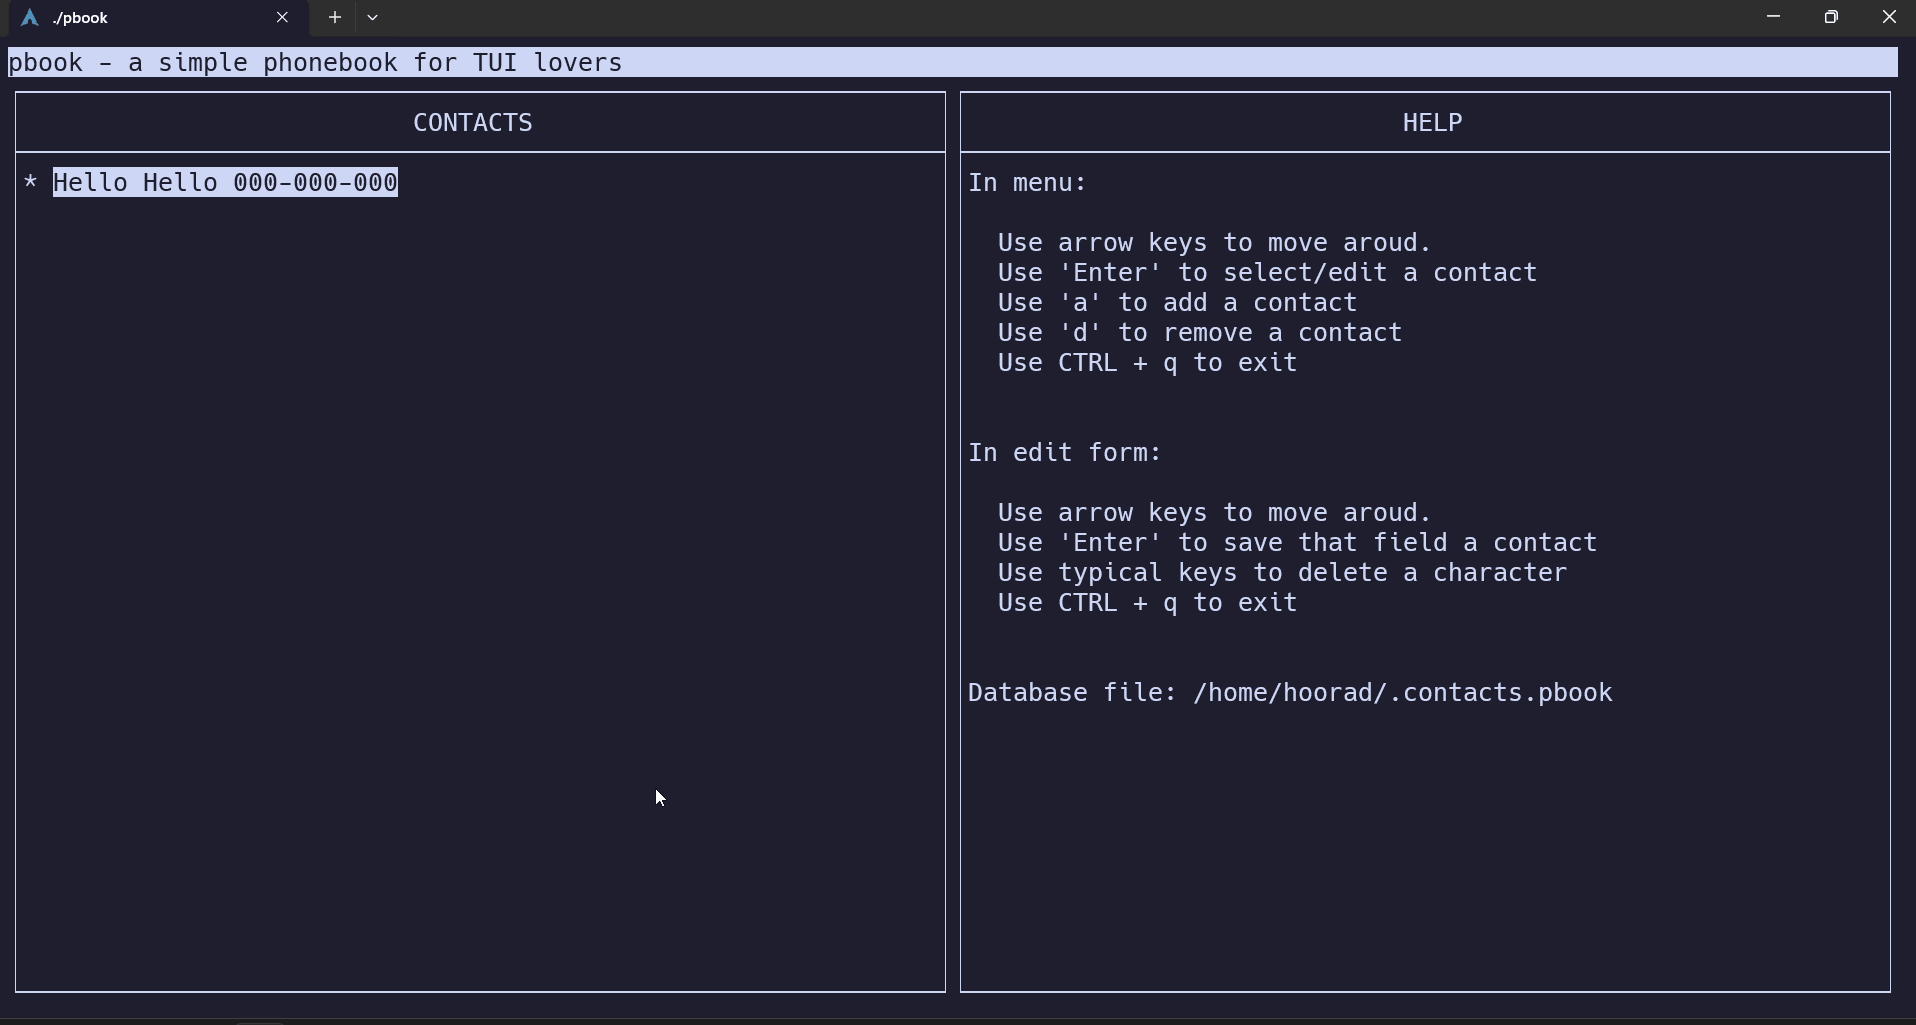 ./pbook
pbook - a simple phonebook for TUI lovers
CONTACTS
* Hello Hello 000-000-000
HELP
In menu:
Use arrow keys to move aroud.
Use 'Enter' to select/edit a contact
Use 'a' to add a contact
Use 'd' to remove a contact
Use CTRL + q to exit
In edit form:
Use arrow keys to move aroud.
Use 'Enter' to save that field a contact
Use typical keys to delete a character
Use CTRL + q to exit
Database file: /home/hoorad/.contacts.pbook